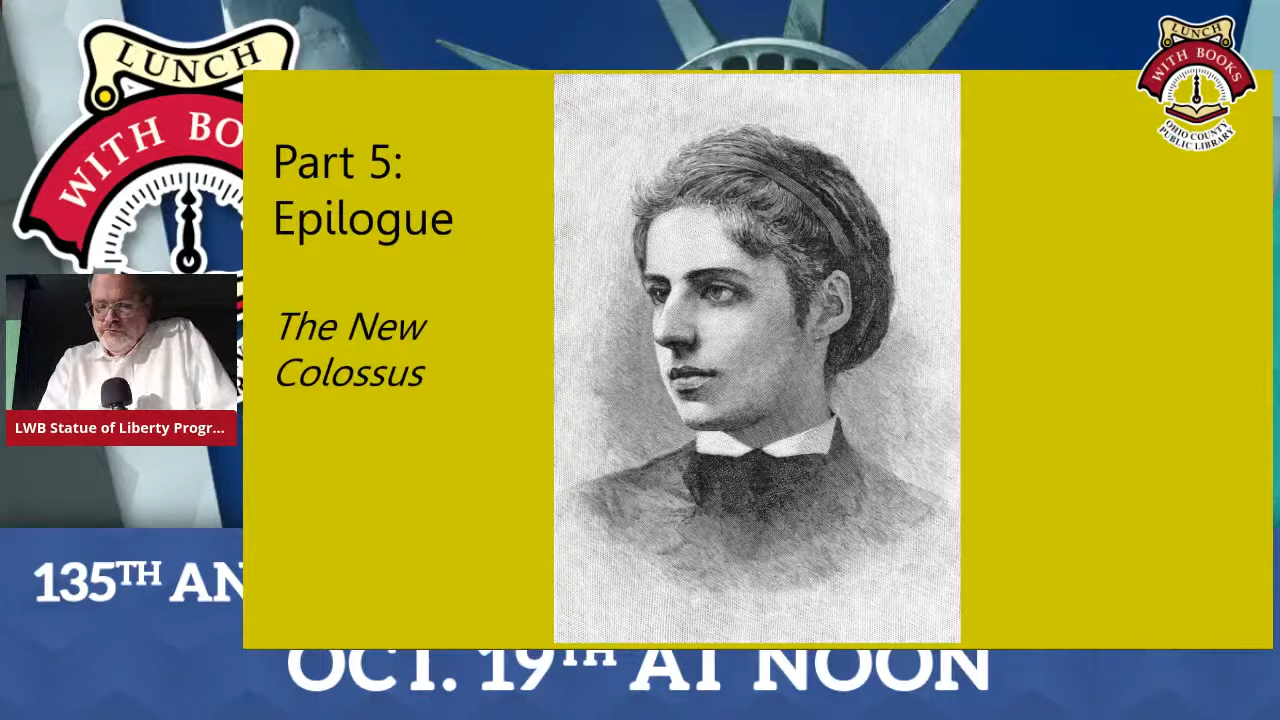 LUNCH
WITH BO
LUNCH
WITH BOOKS
OHIO COUNTY
PUBLIC LIBRARY
Part 5:
Epilogue
The New
Colossus
LWB Statue of Liberty Progr...
135TH AN
OCT. 19TH AT NOON